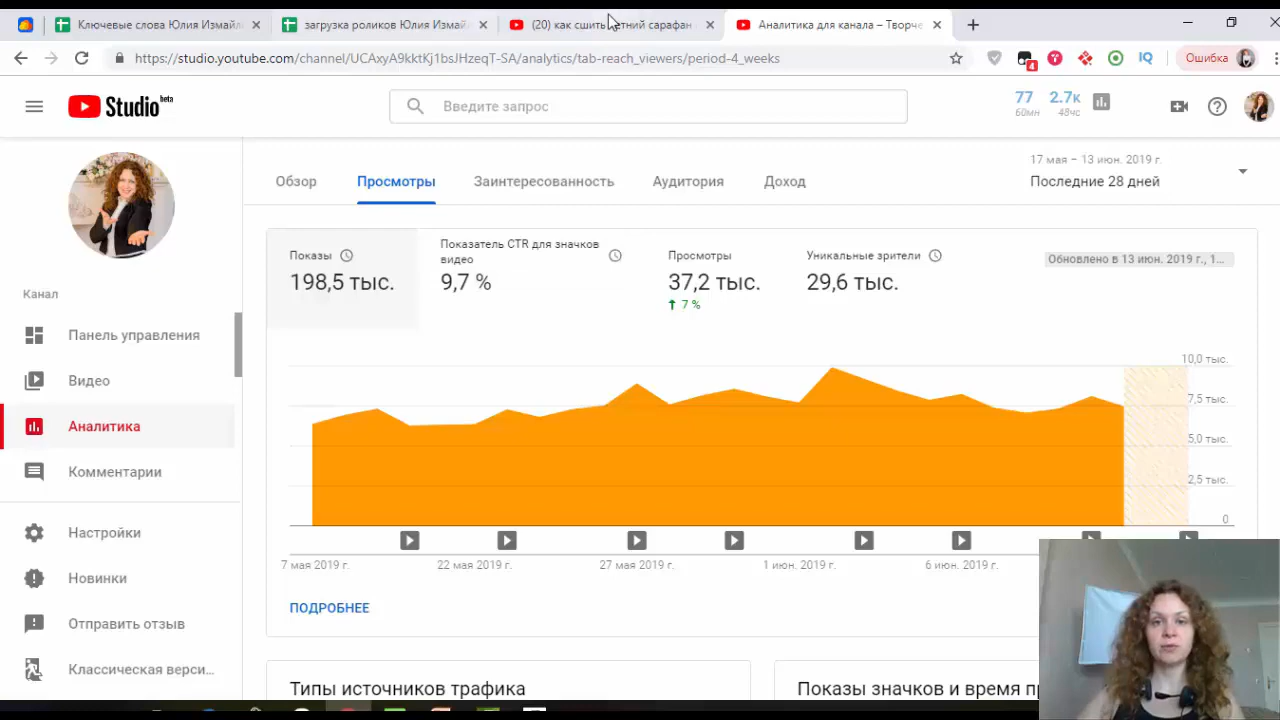 Ключевые слова Юлия Измайл
загрузка роликов Юлия Измай
(20) как сшить летний сарафан
Аналитика для канала – Творче
https://studio.youtube.com/channel/UCAxyA9kktKj1bsJHzeqT-SA/analytics/tab-reach_viewers/period-4_weeks
4
IQ
Ошибка
Studio beta
Введите запрос
77
60мн
2.7к
48чс
Обзор
Просмотры
Заинтересованность
Аудитория
Доход
17 мая – 13 июн. 2019 г.
Последние 28 дней
Показы
198,5 тыс.
Показатель CTR для значков
видео
9,7 %
Просмотры
37,2 тыс.
7 %
Уникальные зрители
29,6 тыс.
Обновлено в 13 июн. 2019 г., 1...
Канал
Панель управления
Видео
Аналитика
Комментарии
Настройки
Новинки
Отправить отзыв
Классическая верси...
10,0 тыс.
7,5 тыс.
5,0 тыс.
2,5 тыс.
0
7 мая 2019 г.
22 мая 2019 г.
27 мая 2019 г.
1 июн. 2019 г.
6 июн. 2019 г.
ПОДРОБНЕЕ
Типы источников трафика
Показы значков и время пр